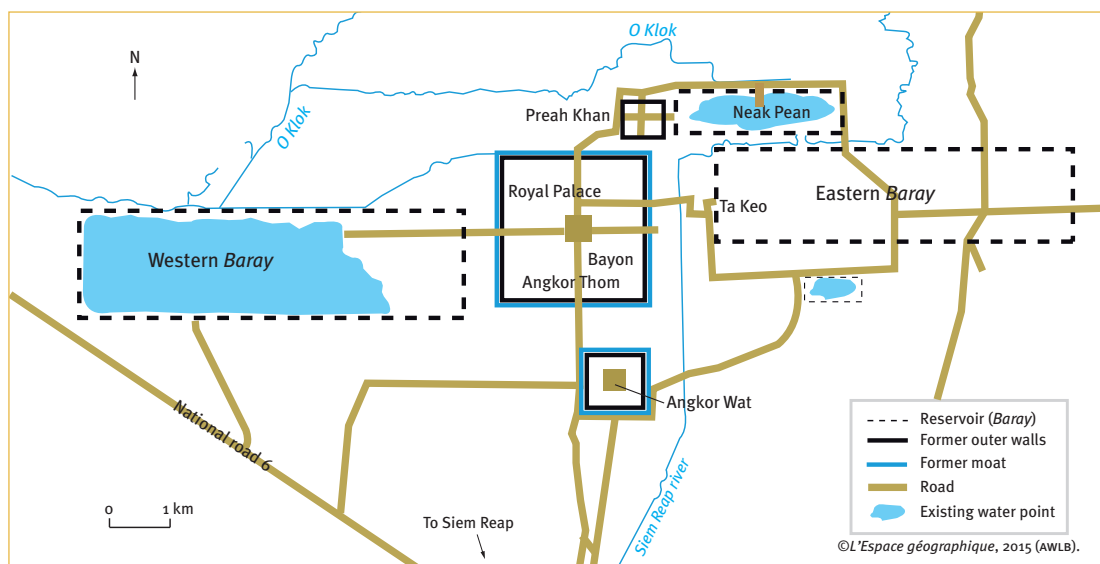 O Klok
N
Preah Khan
Neak Pean
O Klok
Royal Palace
Ta Keo
Eastern Baray
Western Baray
Bayon
Angkor Thom
Angkor Wat
National road 6
Siem Reap river
0 1 km
To Siem Reap
Reservoir (Baray)
Former outer walls
Former moat
Road
Existing water point
©L'Espace géographique, 2015 (AWLB).